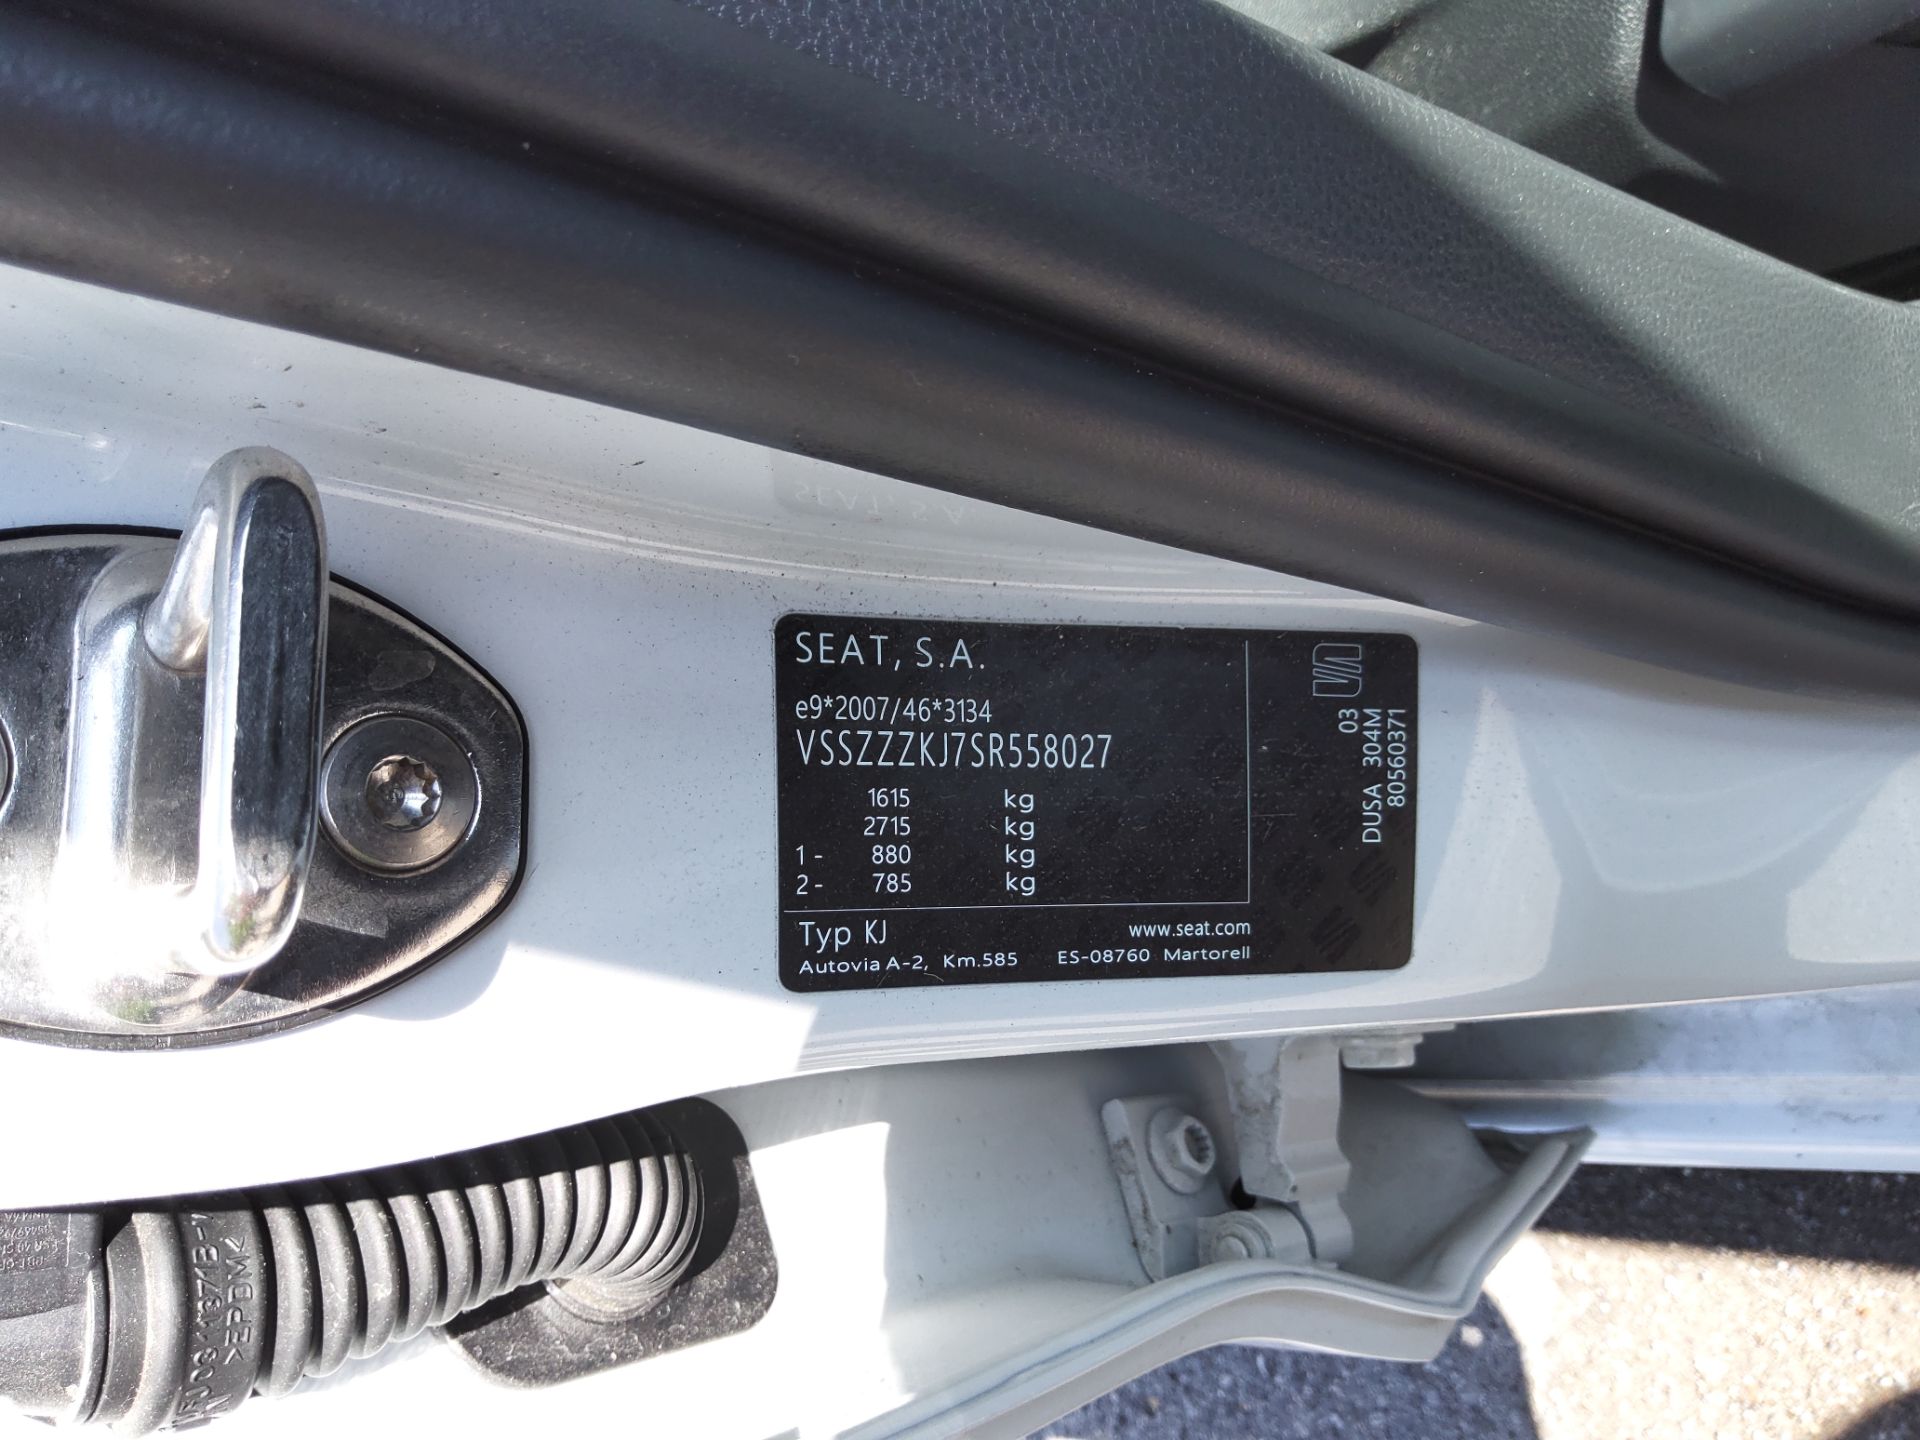 SEAT, S.A.
e9*2007/46*3134
VSSZZZKJ7SR558027
1615 kg
2715 kg
1- 880 kg
2- 785 kg
Typ KJ
www.seat.com
Autovia A-2, Km.585 ES-08760 Martorell
03
DUSA 304M
80560371
>EPDM<